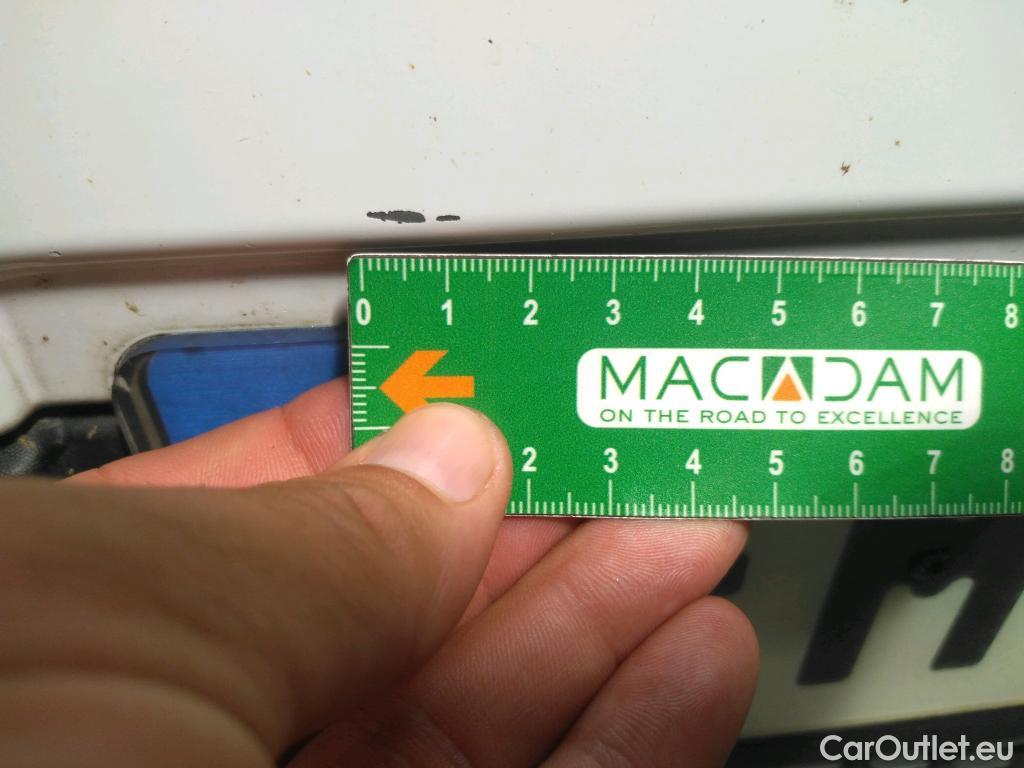 0 1 2 3 4 5 6 7 8
MACADAM
ON THE ROAD TO EXCELLENCE
2 3 4 5 6 7 8
M
CarOutlet.eu